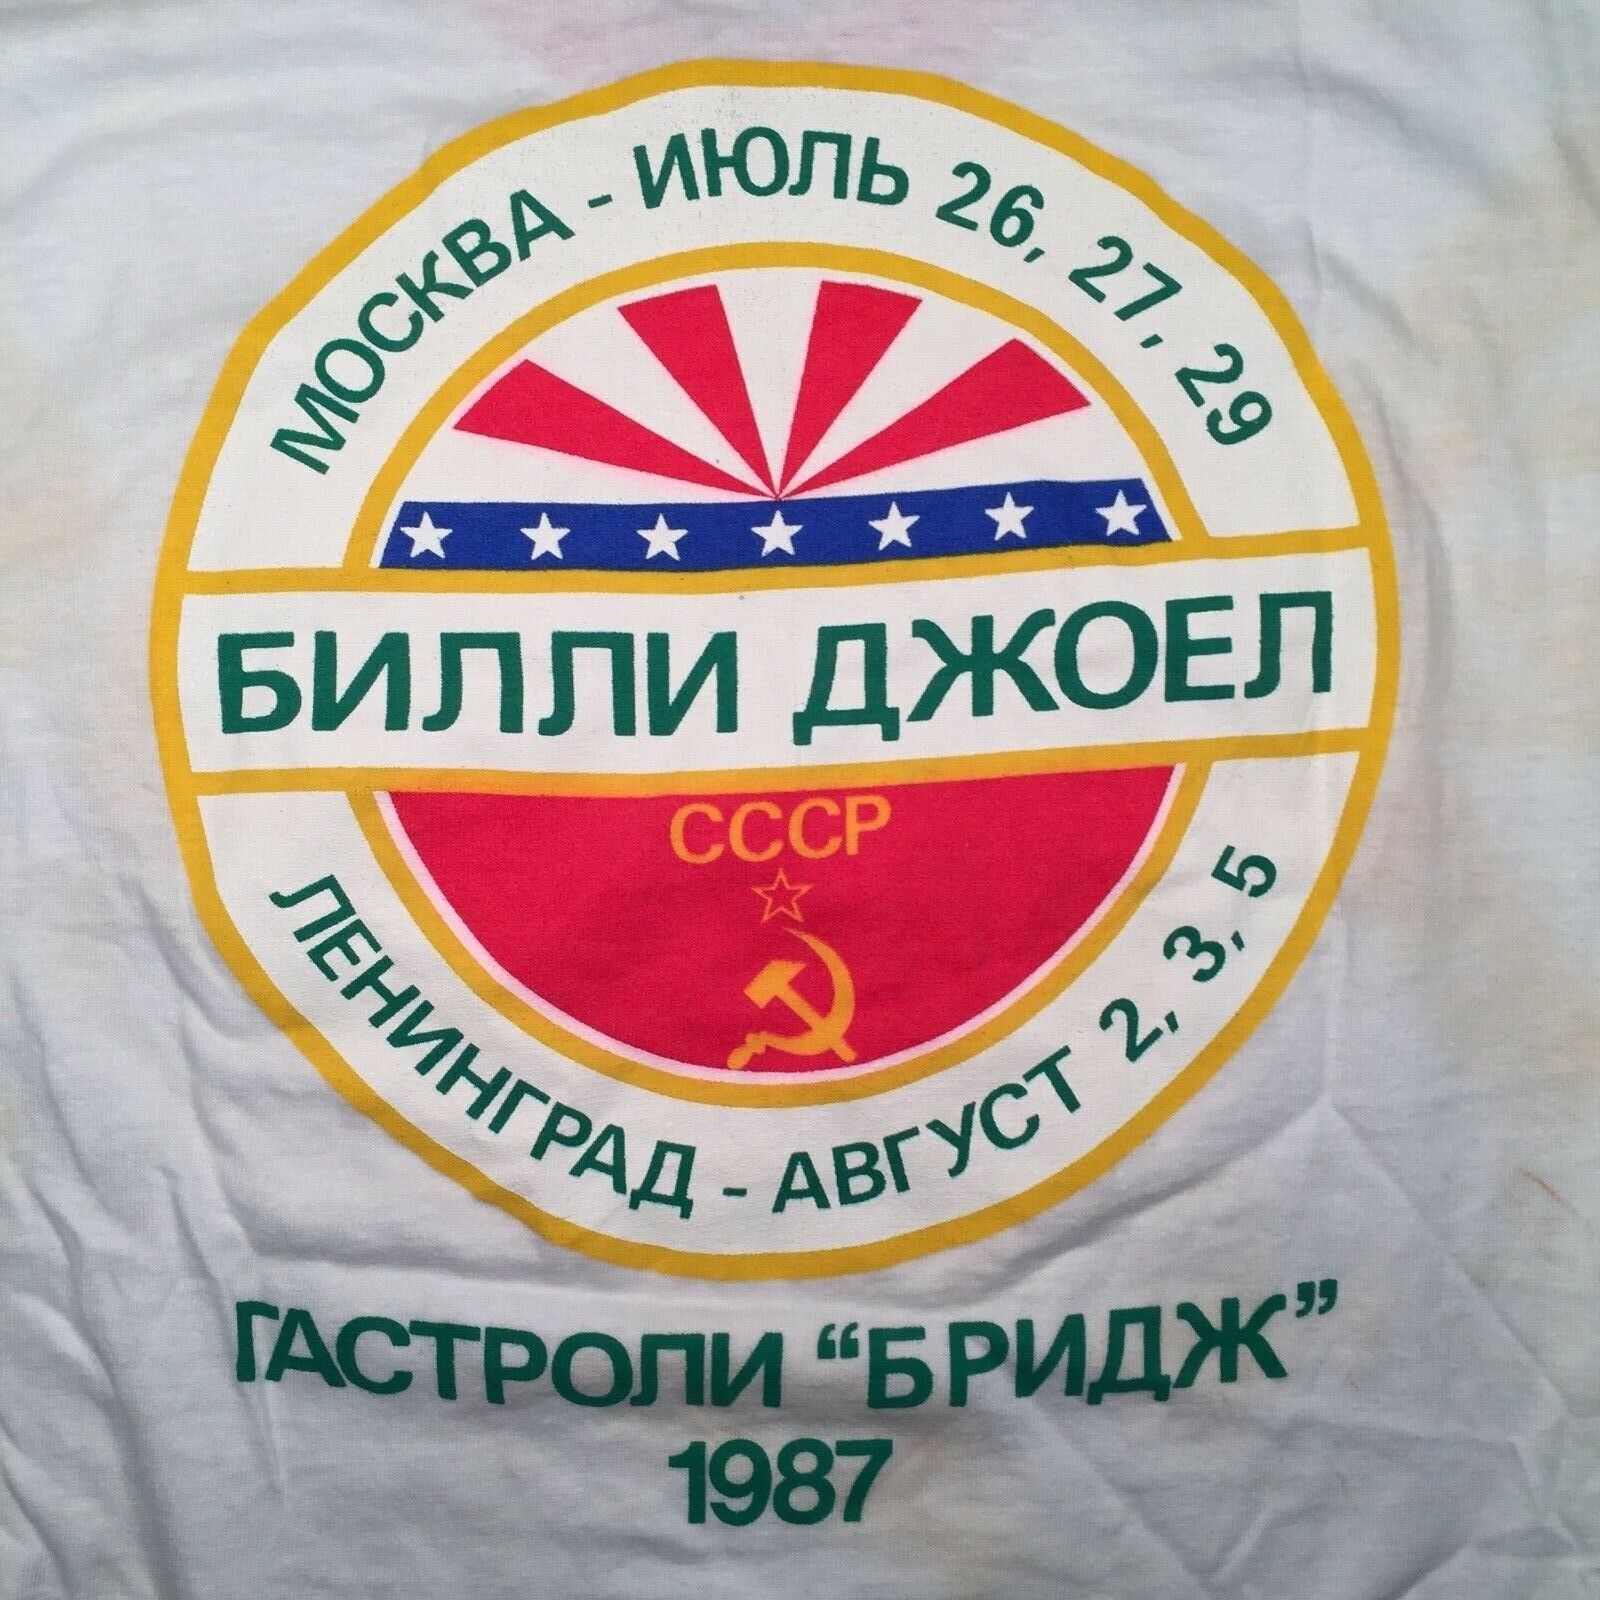 МОСКВА - ИЮЛЬ 26, 27, 29
БИЛЛИ ДЖОЕЛ
СССР
ЛЕНИНГРАД - АВГУСТ 2, 3, 5
ГАСТРОЛИ “БРИДЖ”
1987